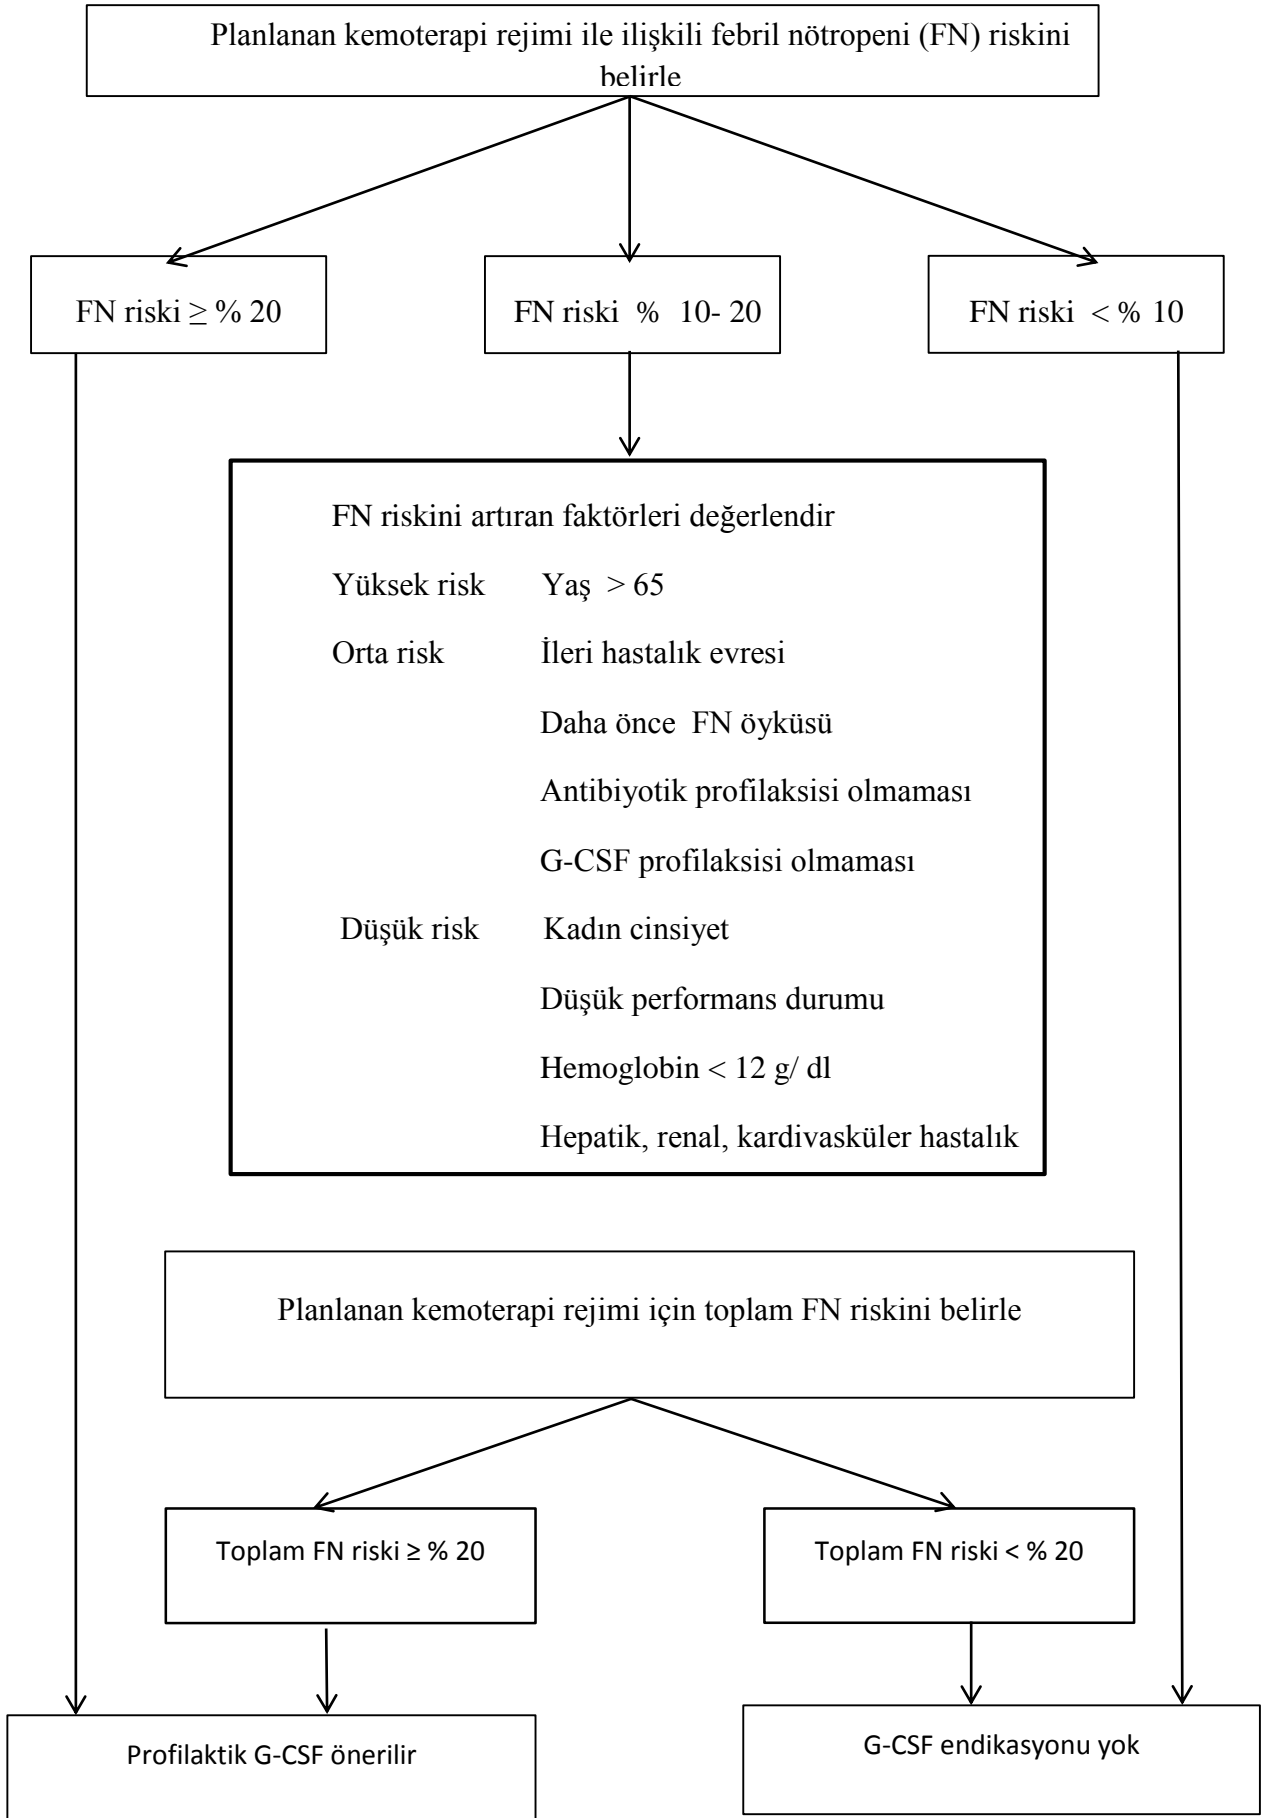 Planlanan kemoterapi rejimi ile ilişkili febril nötropeni (FN) riskini
belirle
FN riski ≥ % 20
FN riski % 10- 20
FN riski < % 10
FN riskini artıran faktörleri değerlendir
Yüksek risk Yaş > 65
Orta risk İleri hastalık evresi
Daha önce FN öyküsü
Antibiyotik profilaksisi olmaması
G-CSF profilaksisi olmaması
Düşük risk Kadın cinsiyet
Düşük performans durumu
Hemoglobin < 12 g/ dl
Hepatik, renal, kardivasküler hastalık
Planlanan kemoterapi rejimi için toplam FN riskini belirle
Toplam FN riski ≥ % 20
Toplam FN riski < % 20
Profilaktik G-CSF önerilir
G-CSF endikasyonu yok